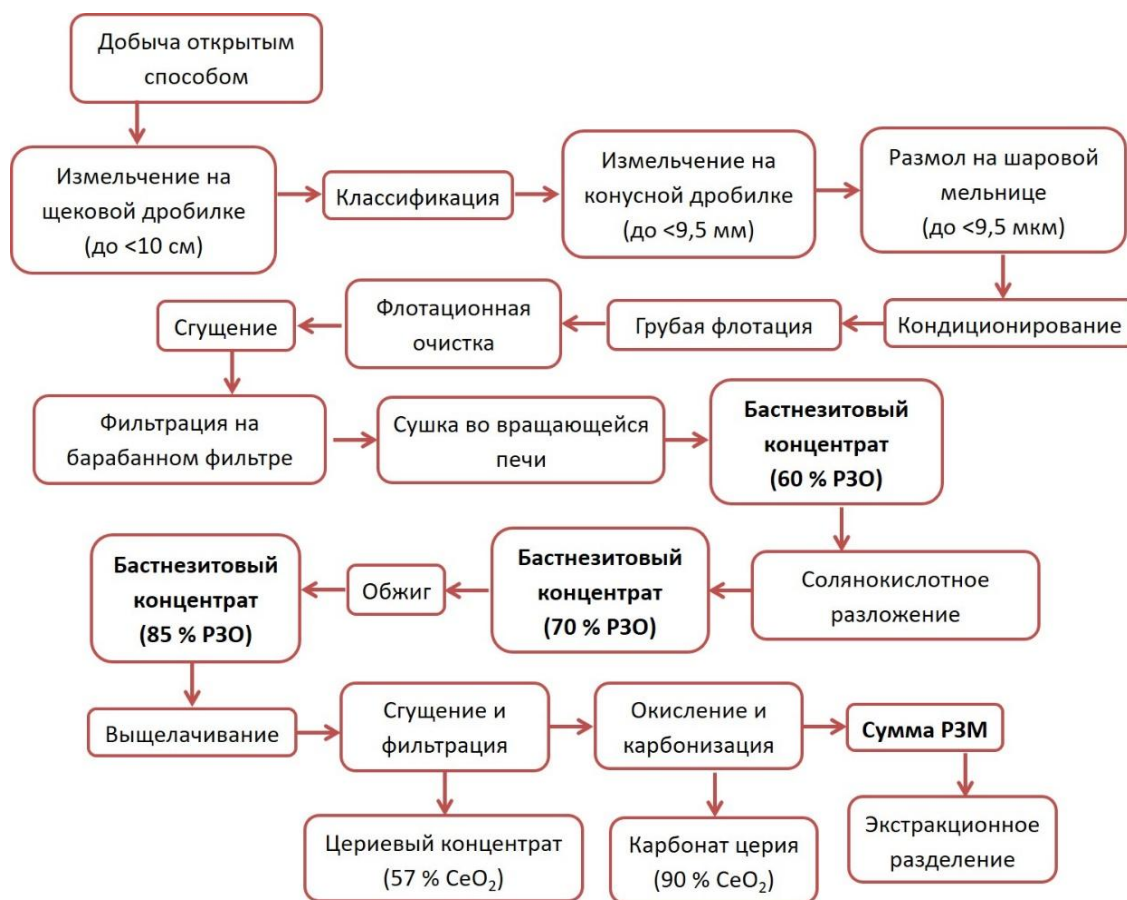 Добыча открытым
способом
Измельчение на
щековой дробилке
(до <10 см)
Классификация
Измельчение на
конусной дробилке
(до <9,5 мм)
Размол на шаровой
мельнице
(до <9,5 мкм)
Кондиционирование
Грубая флотация
Флотационная
очистка
Сгущение
Фильтрация на
барабанном фильтре
Сушка во вращающейся
печи
Бастнезитовый
концентрат
(60 % РЗО)
Солянокислотное
разложение
Бастнезитовый
концентрат
(70 % РЗО)
Обжиг
Бастнезитовый
концентрат
(85 % РЗО)
Выщелачивание
Сгущение и
фильтрация
Окисление и
карбонизация
Сумма РЗМ
Цериевый концентрат
(57 % CeO₂)
Карбонат церия
(90 % CeO₂)
Экстракционное
разделение